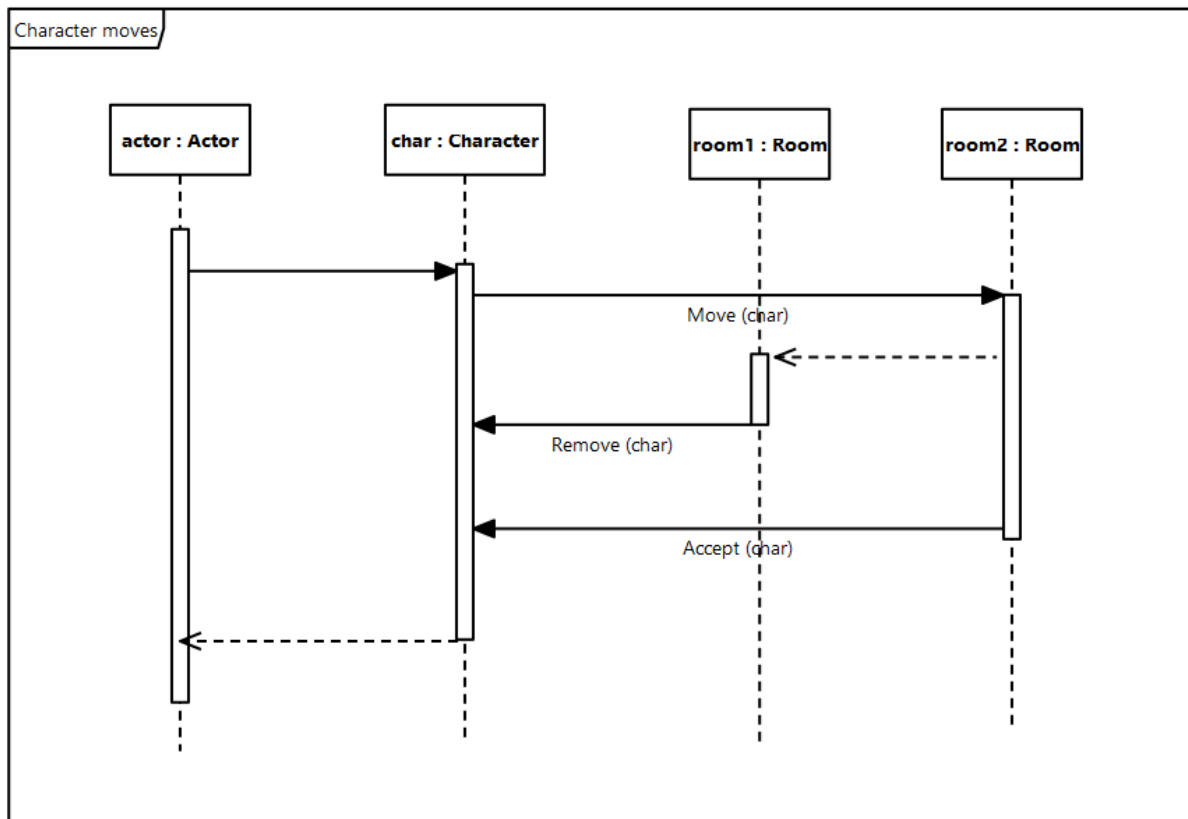 Character moves
actor : Actor
char : Character
room1 : Room
room2 : Room
Move (char)
Remove (char)
Accept (char)